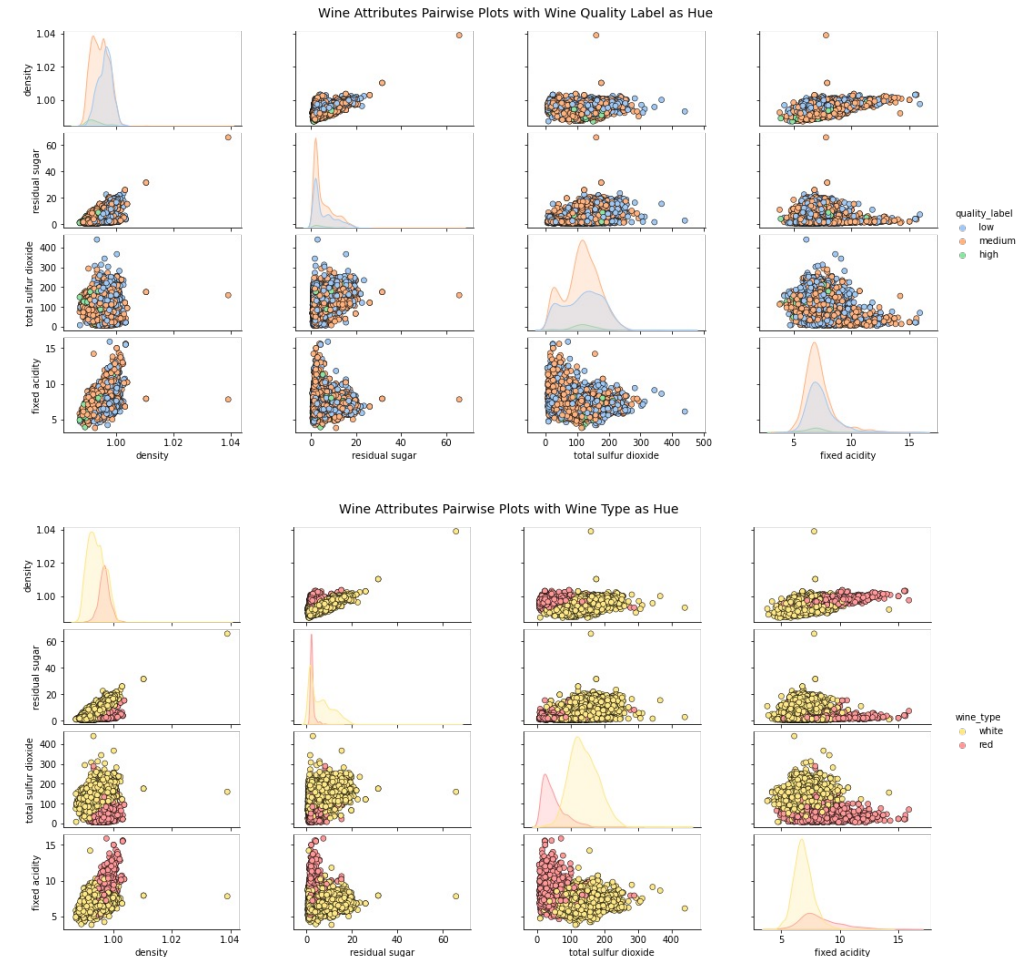 Wine Attributes Pairwise Plots with Wine Quality Label as Hue
1.04
1.02
1.00
density
60
40
20
0
residual sugar
400
300
200
100
0
total sulfur dioxide
15
10
5
fixed acidity
1.00 1.02 1.04
density
0 20 40 60
residual sugar
0 100 200 300 400 500
total sulfur dioxide
5 10 15
fixed acidity
quality_label
low
medium
high
Wine Attributes Pairwise Plots with Wine Type as Hue
1.04
1.02
1.00
density
60
40
20
0
residual sugar
400
300
200
100
0
total sulfur dioxide
15
10
5
fixed acidity
1.00 1.02 1.04
density
0 20 40 60
residual sugar
0 100 200 300 400
total sulfur dioxide
5 10 15
fixed acidity
wine_type
white
red